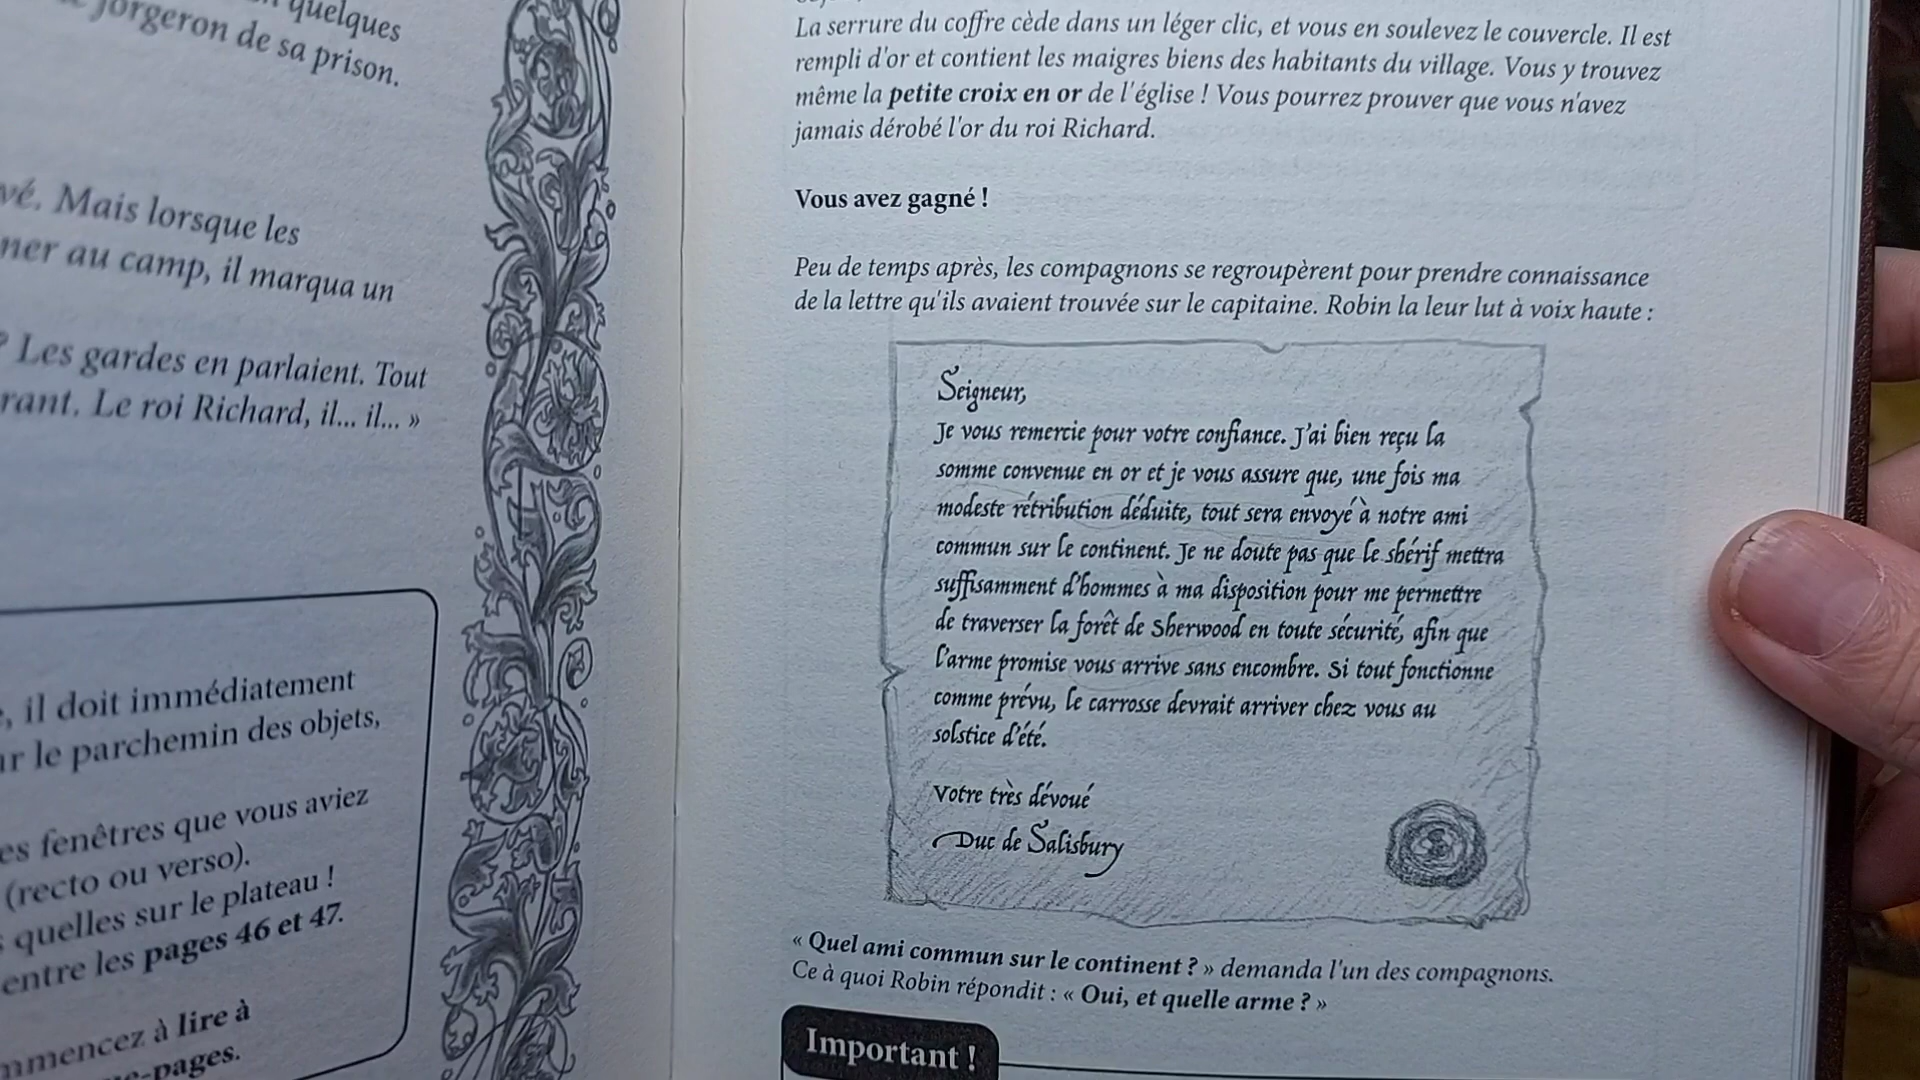 quelques
forgeron de sa prison.
vé. Mais lorsque les
ner au camp, il marqua un
? Les gardes en parlaient. Tout
rant. Le roi Richard, il... il... »
, il doit immédiatement
ur le parchemin des objets,
es fenêtres que vous aviez
(recto ou verso).
s quelles sur le plateau !
entre les pages 46 et 47.
mmencez à lire à
e-pages.
La serrure du coffre cède dans un léger clic, et vous en soulevez le couvercle. Il est
rempli d'or et contient les maigres biens des habitants du village. Vous y trouvez
même la petite croix en or de l'église ! Vous pourrez prouver que vous n'avez
jamais dérobé l'or du roi Richard.
Vous avez gagné !
Peu de temps après, les compagnons se regroupèrent pour prendre connaissance
de la lettre qu'ils avaient trouvée sur le capitaine. Robin la leur lut à voix haute :
Seigneur,
Je vous remercie pour votre confiance. J'ai bien reçu la
somme convenue en or et je vous assure que, une fois ma
modeste rétribution déduite, tout sera envoyé à notre ami
commun sur le continent. Je ne doute pas que le shérif mettra
suffisamment d'hommes à ma disposition pour me permettre
de traverser la forêt de Sherwood en toute sécurité, afin que
l'arme promise vous arrive sans encombre. Si tout fonctionne
comme prévu, le carrosse devrait arriver chez vous au
solstice d'été.
Votre très dévoué
Duc de Salisbury
« Quel ami commun sur le continent ? » demanda l'un des compagnons.
Ce à quoi Robin répondit : « Oui, et quelle arme ? »
Important !